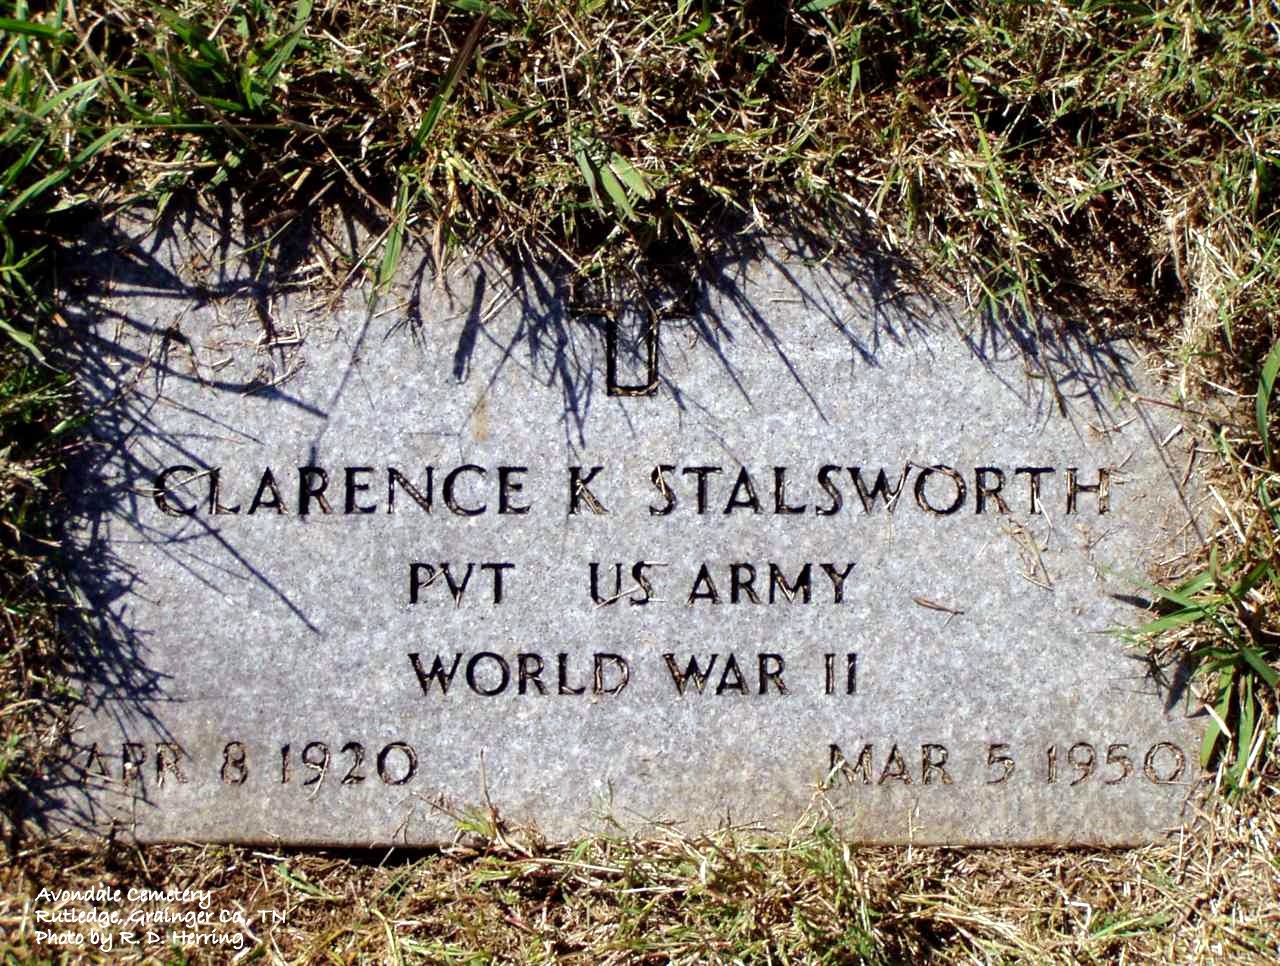 CLARENCE K STALSWORTH
PVT US ARMY
WORLD WAR II
APR 8 1920 MAR 5 1950
Avondale Cemetery
Rutledge, Grainger Co., TN
Photo by R. D. Herring